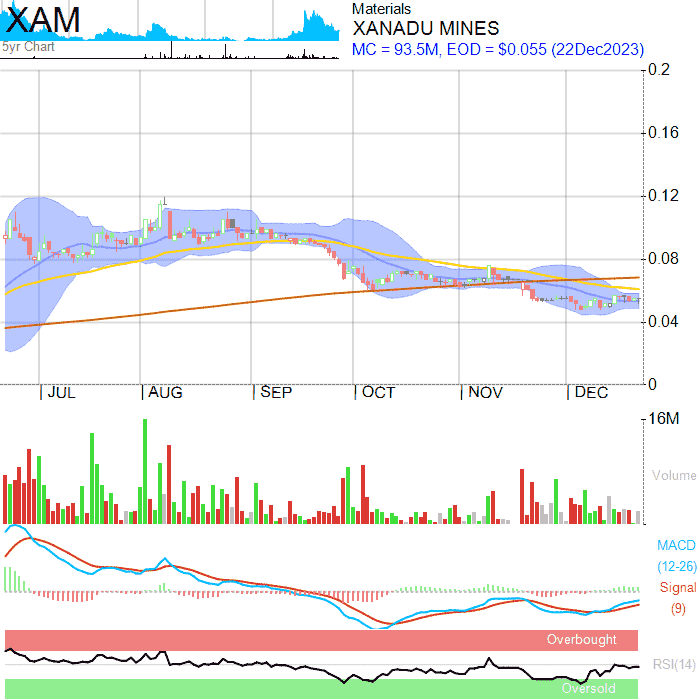 XAM
5yr Chart
Materials
XANADU MINES
MC = 93.5M, EOD = $0.055 (22Dec2023)
0.2
0.16
0.12
0.08
0.04
0
JUL AUG SEP OCT NOV DEC
16M
Volume
MACD
(12-26)
Signal
(9)
Overbought
RSI(14)
Oversold